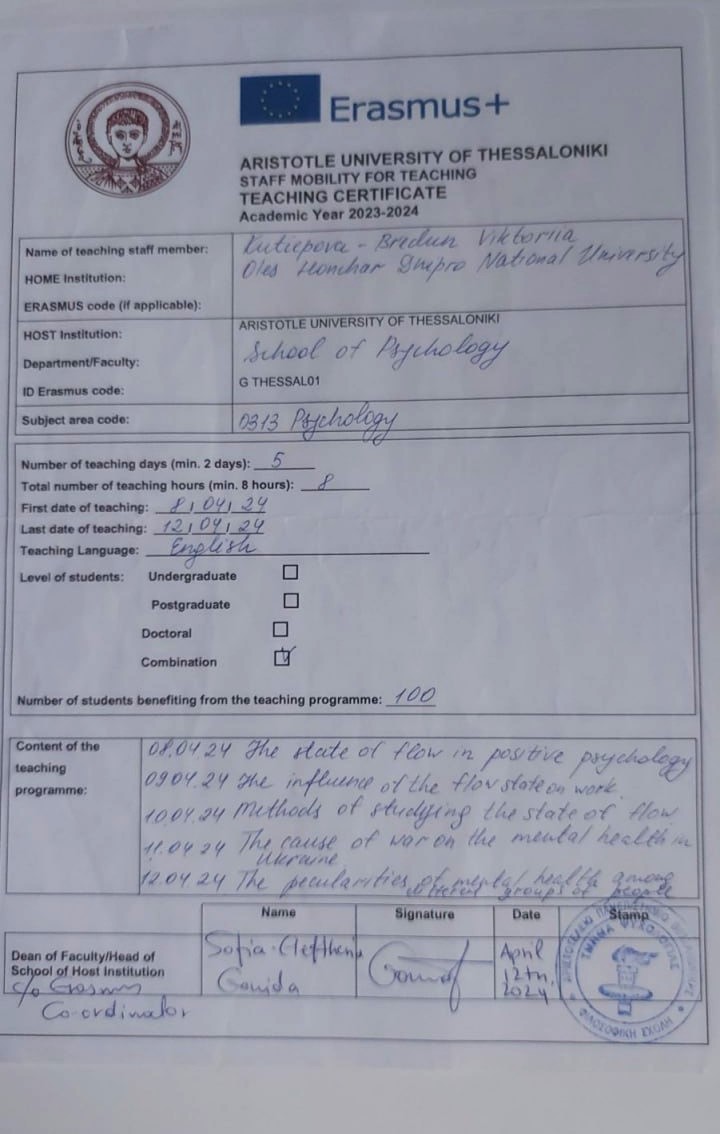 Erasmus+
ARISTOTLE UNIVERSITY OF THESSALONIKI
STAFF MOBILITY FOR TEACHING
TEACHING CERTIFICATE
Academic Year 2023-2024
Name of teaching staff member: Kutiepova-Bredun Viktoriia
HOME Institution: Oles Honchar Dnipro National University
ERASMUS code (if applicable):
HOST Institution: ARISTOTLE UNIVERSITY OF THESSALONIKI
Department/Faculty: School of Psychology
ID Erasmus code: G THESSAL01
Subject area code: 0313 Psychology
Number of teaching days (min. 2 days): 5
Total number of teaching hours (min. 8 hours): 8
First date of teaching: 8, 04, 24
Last date of teaching: 12, 04, 24
Teaching Language: English
Level of students: Undergraduate
Postgraduate
Doctoral
Combination
Number of students benefiting from the teaching programme: 100
Content of the teaching programme:
08.04.24 The state of flow in positive psychology
09.04.24 The influence of the flow state on work.
10.04.24 Methods of studying the state of flow
11.04.24 The cause of war on the mental health in
Ukraine
12.04.24 The pecularities of mental health among
different groups of people
Name Signature Date Stamp
Dean of Faculty/Head of
School of Host Institution
c/o Erasmus
Co-ordinator
Sofia-Eleftheria
Gonida
April
12th,
2024
ΤΜΗΜΑ ΨΥΧΟΛΟΓΙΑΣ
ΦΙΛΟΣΟΦΙΚΗ ΣΧΟΛΗ